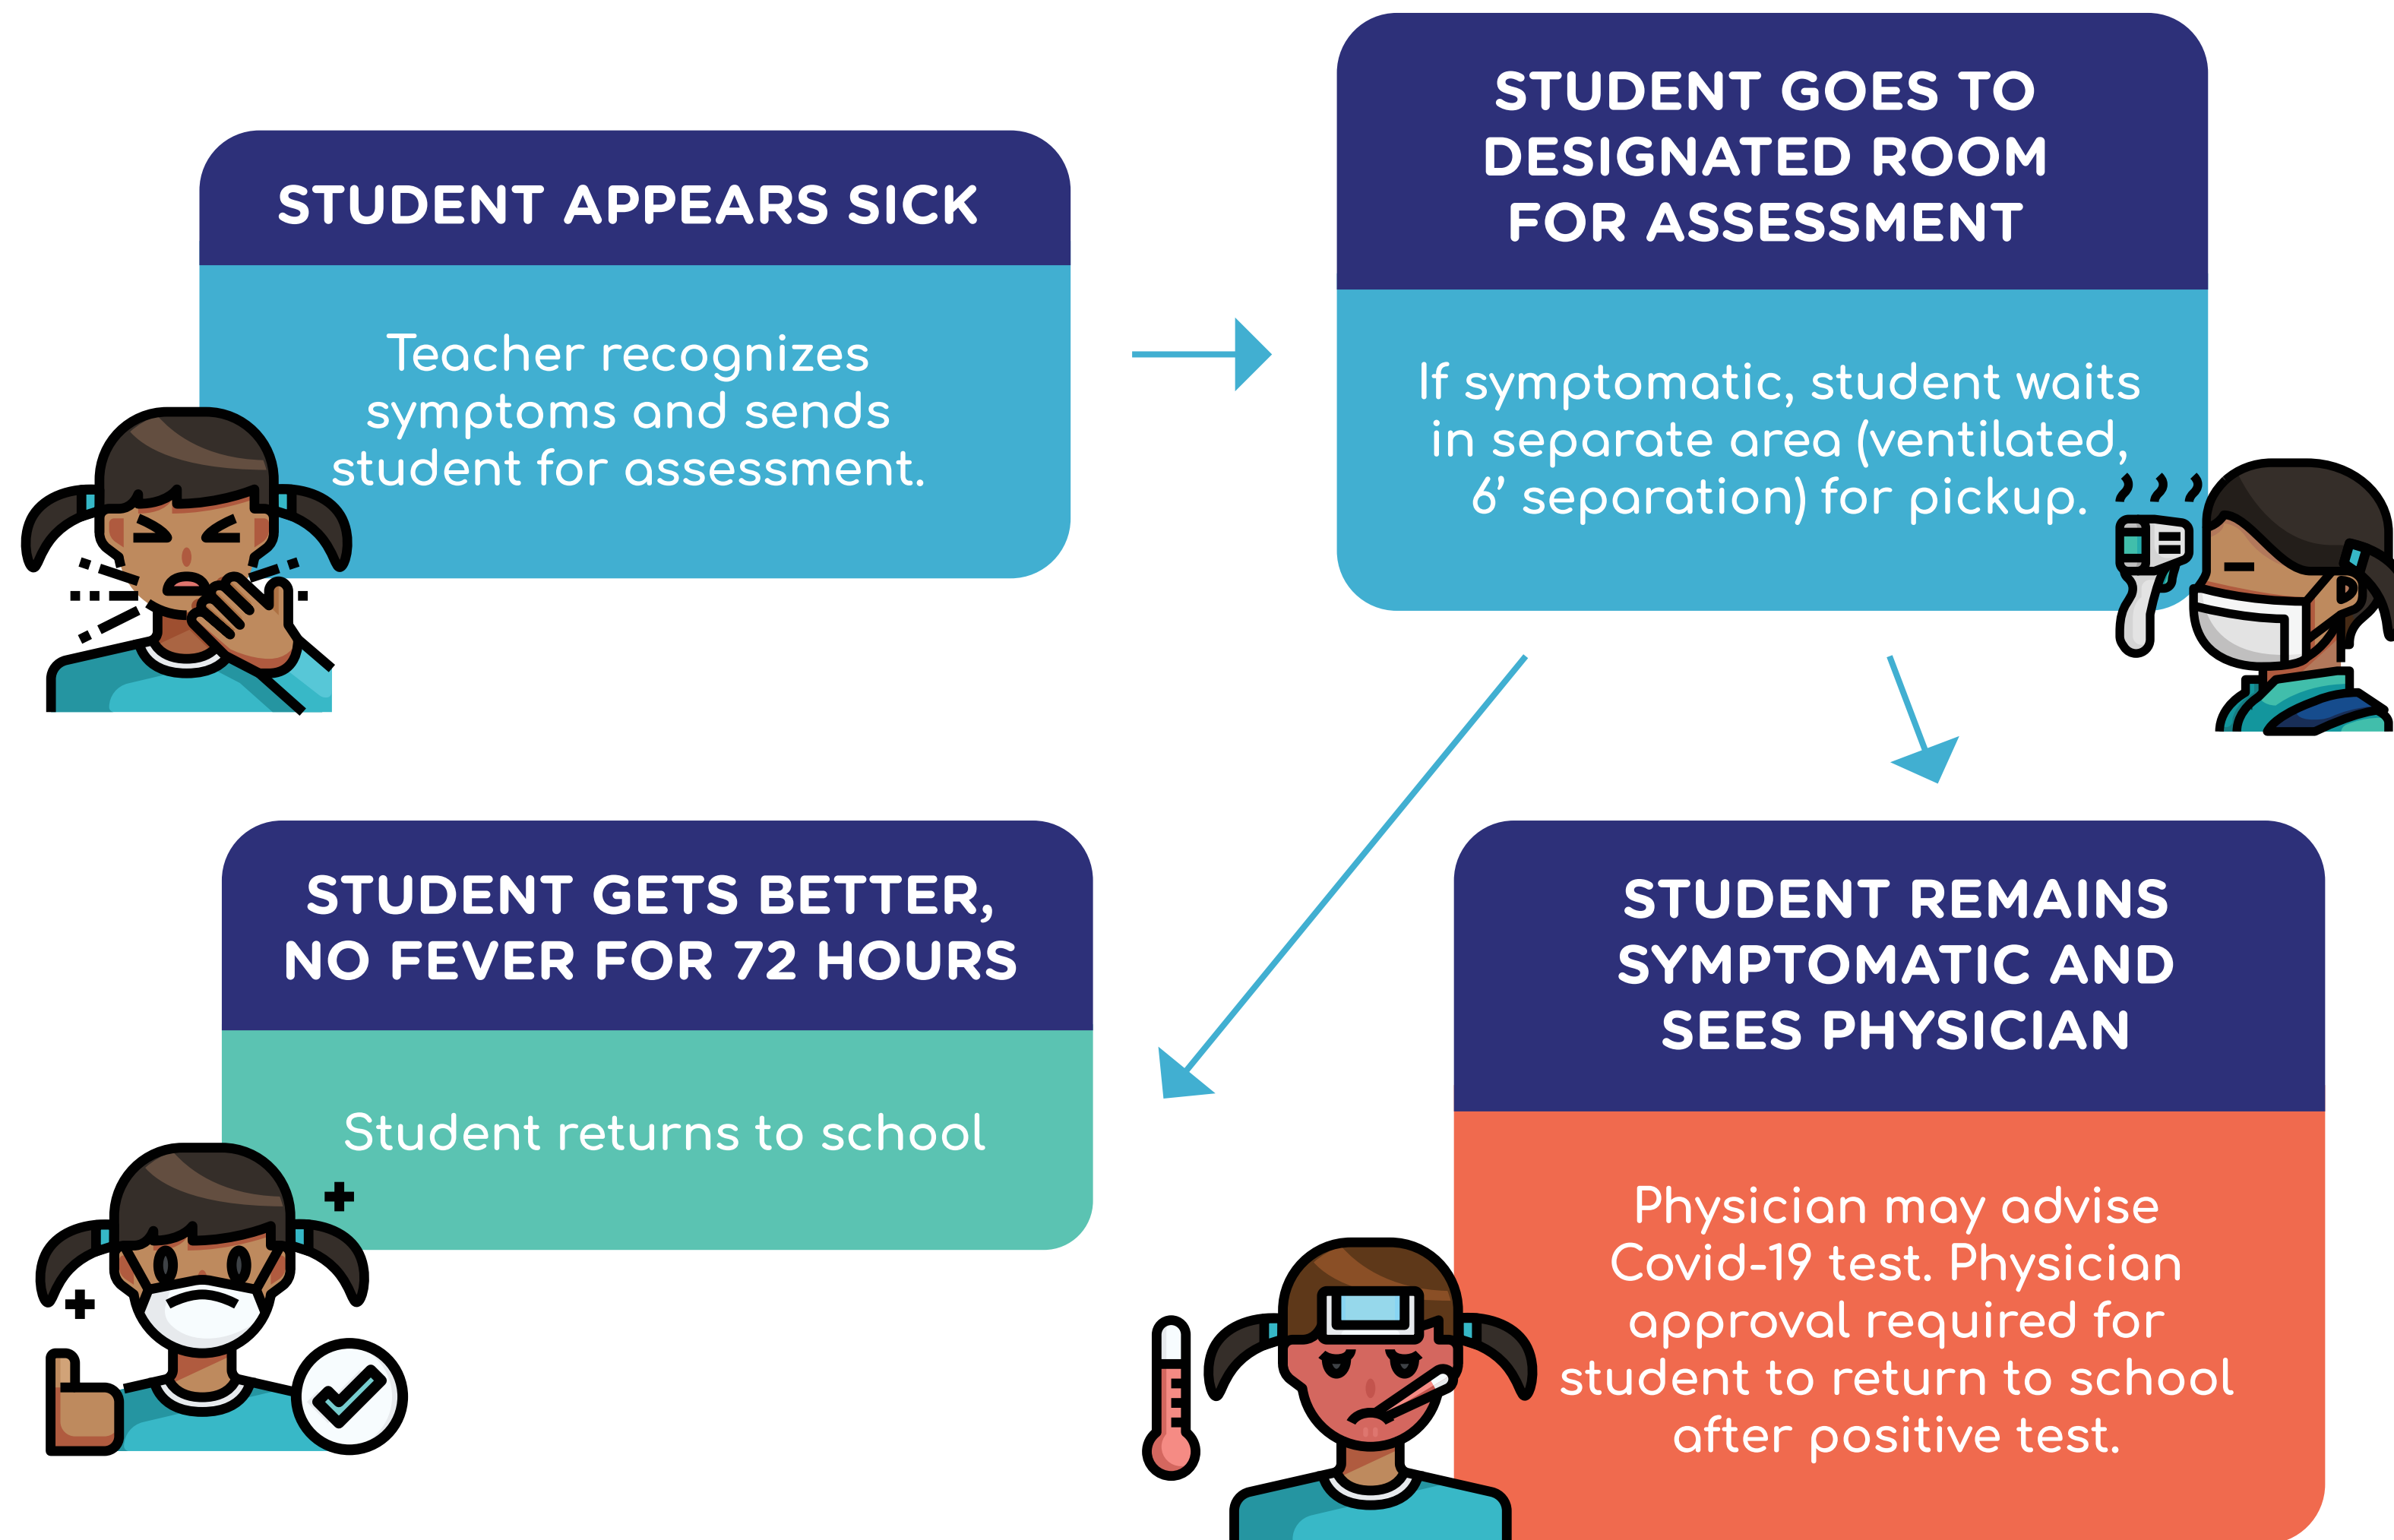 STUDENT APPEARS SICK
Teacher recognizes
symptoms and sends
student for assessment.
STUDENT GOES TO
DESIGNATED ROOM
FOR ASSESSMENT
If symptomatic, student waits
in separate area (ventilated,
6’ separation) for pickup.
STUDENT GETS BETTER,
NO FEVER FOR 72 HOURS
Student returns to school
STUDENT REMAINS
SYMPTOMATIC AND
SEES PHYSICIAN
Physician may advise
Covid-19 test. Physician
approval required for
student to return to school
after positive test.